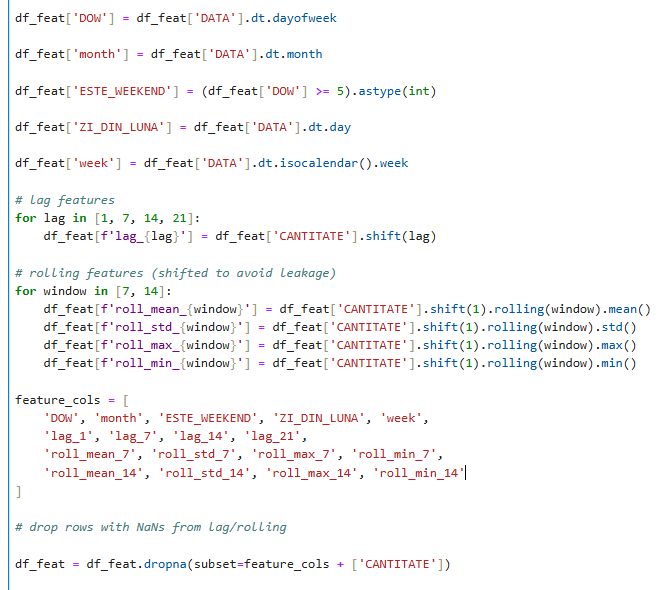 df_feat['DOW'] = df_feat['DATA'].dt.dayofweek
df_feat['month'] = df_feat['DATA'].dt.month
df_feat['ESTE_WEEKEND'] = (df_feat['DOW'] >= 5).astype(int)
df_feat['ZI_DIN_LUNA'] = df_feat['DATA'].dt.day
df_feat['week'] = df_feat['DATA'].dt.isocalendar().week
# lag features
for lag in [1, 7, 14, 21]:
    df_feat[f'lag_{lag}'] = df_feat['CANTITATE'].shift(lag)
# rolling features (shifted to avoid leakage)
for window in [7, 14]:
    df_feat[f'roll_mean_{window}'] = df_feat['CANTITATE'].shift(1).rolling(window).mean()
    df_feat[f'roll_std_{window}'] = df_feat['CANTITATE'].shift(1).rolling(window).std()
    df_feat[f'roll_max_{window}'] = df_feat['CANTITATE'].shift(1).rolling(window).max()
    df_feat[f'roll_min_{window}'] = df_feat['CANTITATE'].shift(1).rolling(window).min()
feature_cols = [
    'DOW', 'month', 'ESTE_WEEKEND', 'ZI_DIN_LUNA', 'week',
    'lag_1', 'lag_7', 'lag_14', 'lag_21',
    'roll_mean_7', 'roll_std_7', 'roll_max_7', 'roll_min_7',
    'roll_mean_14', 'roll_std_14', 'roll_max_14', 'roll_min_14'
]
# drop rows with NaNs from lag/rolling
df_feat = df_feat.dropna(subset=feature_cols + ['CANTITATE'])